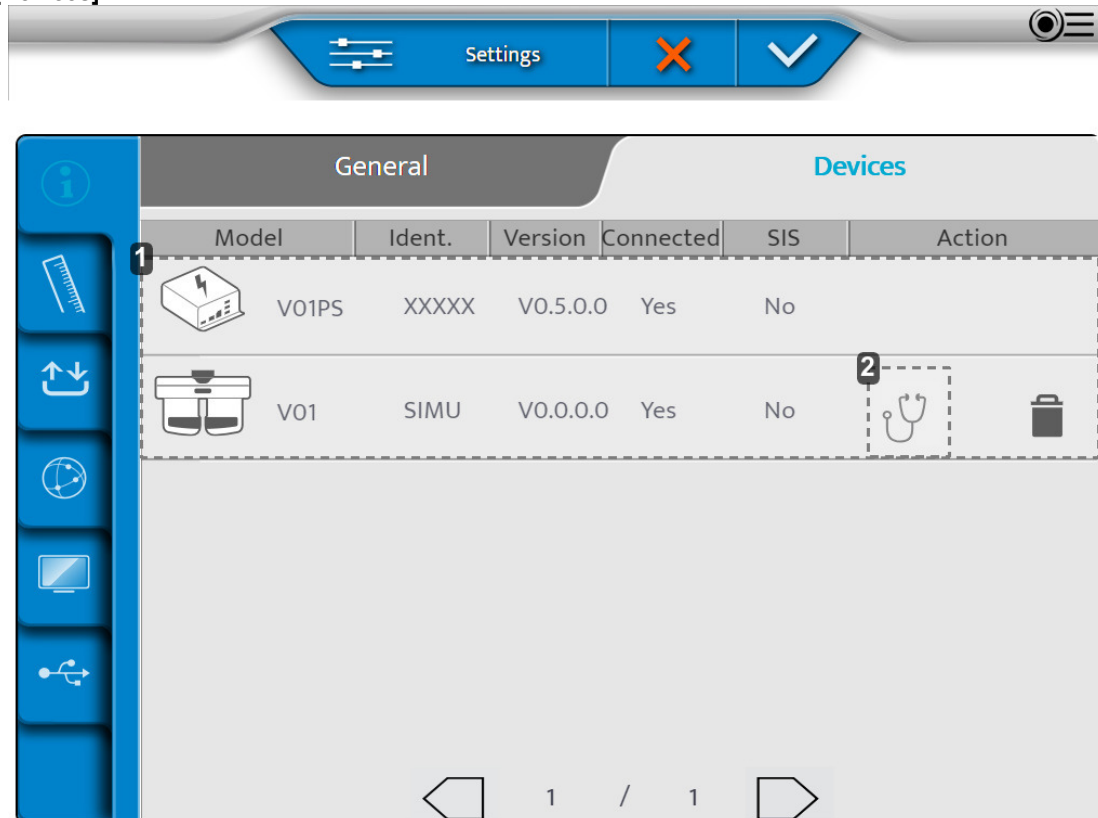 Settings
General Devices
Model Ident. Version Connected SIS Action
1
V01PS XXXXX V0.5.0.0 Yes No
2
V01 SIMU V0.0.0.0 Yes No
1 / 1